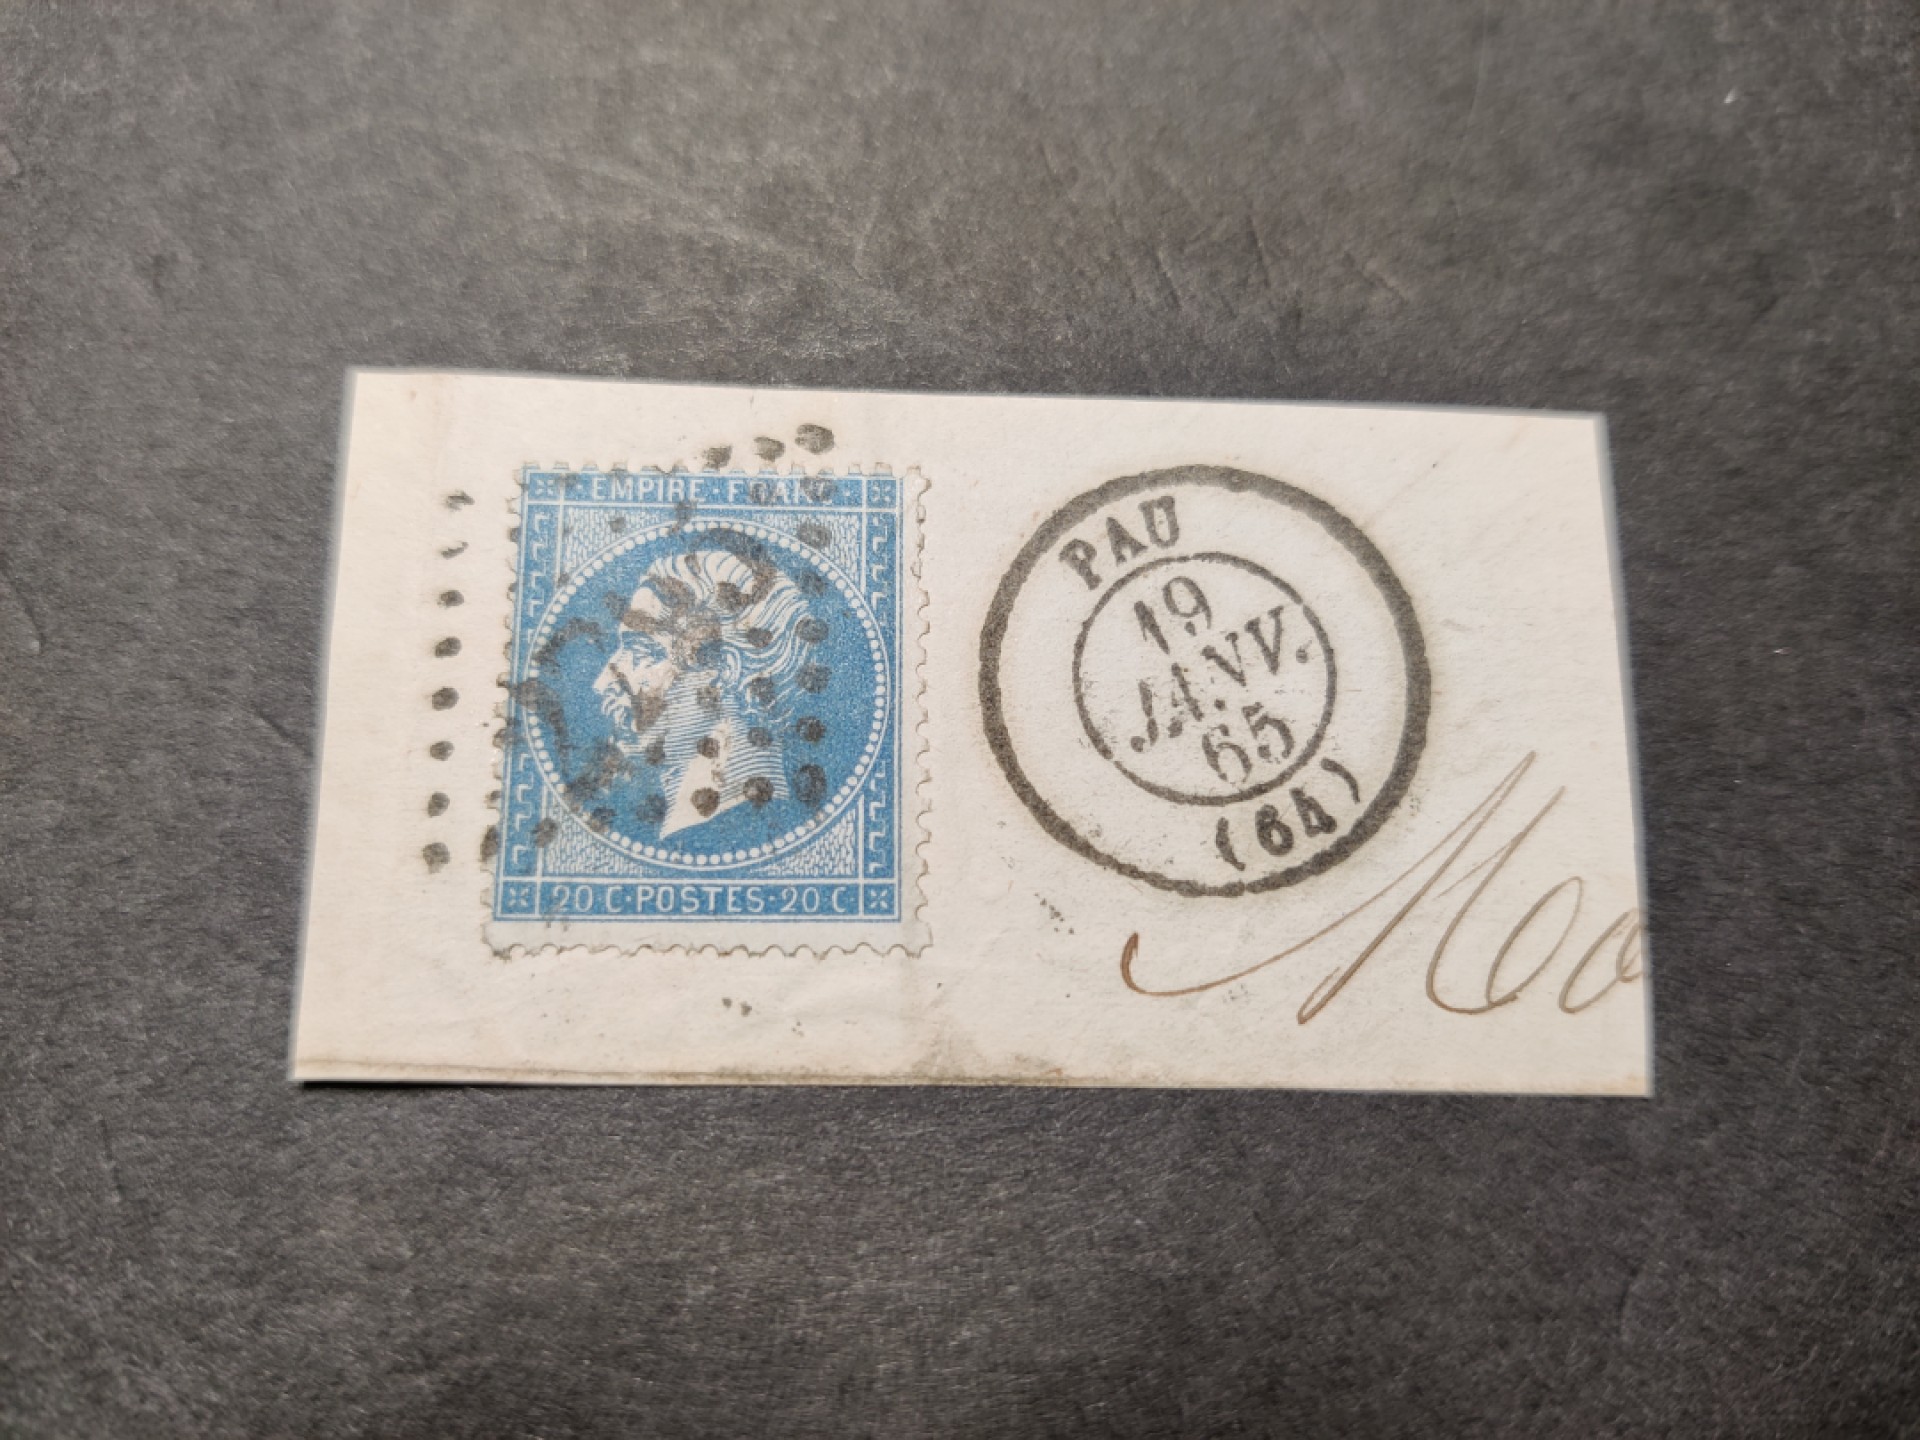 · EMPIRE · FRANC ·
20 C · POSTES · 20 C
PAU
19
JANV.
65
(64)